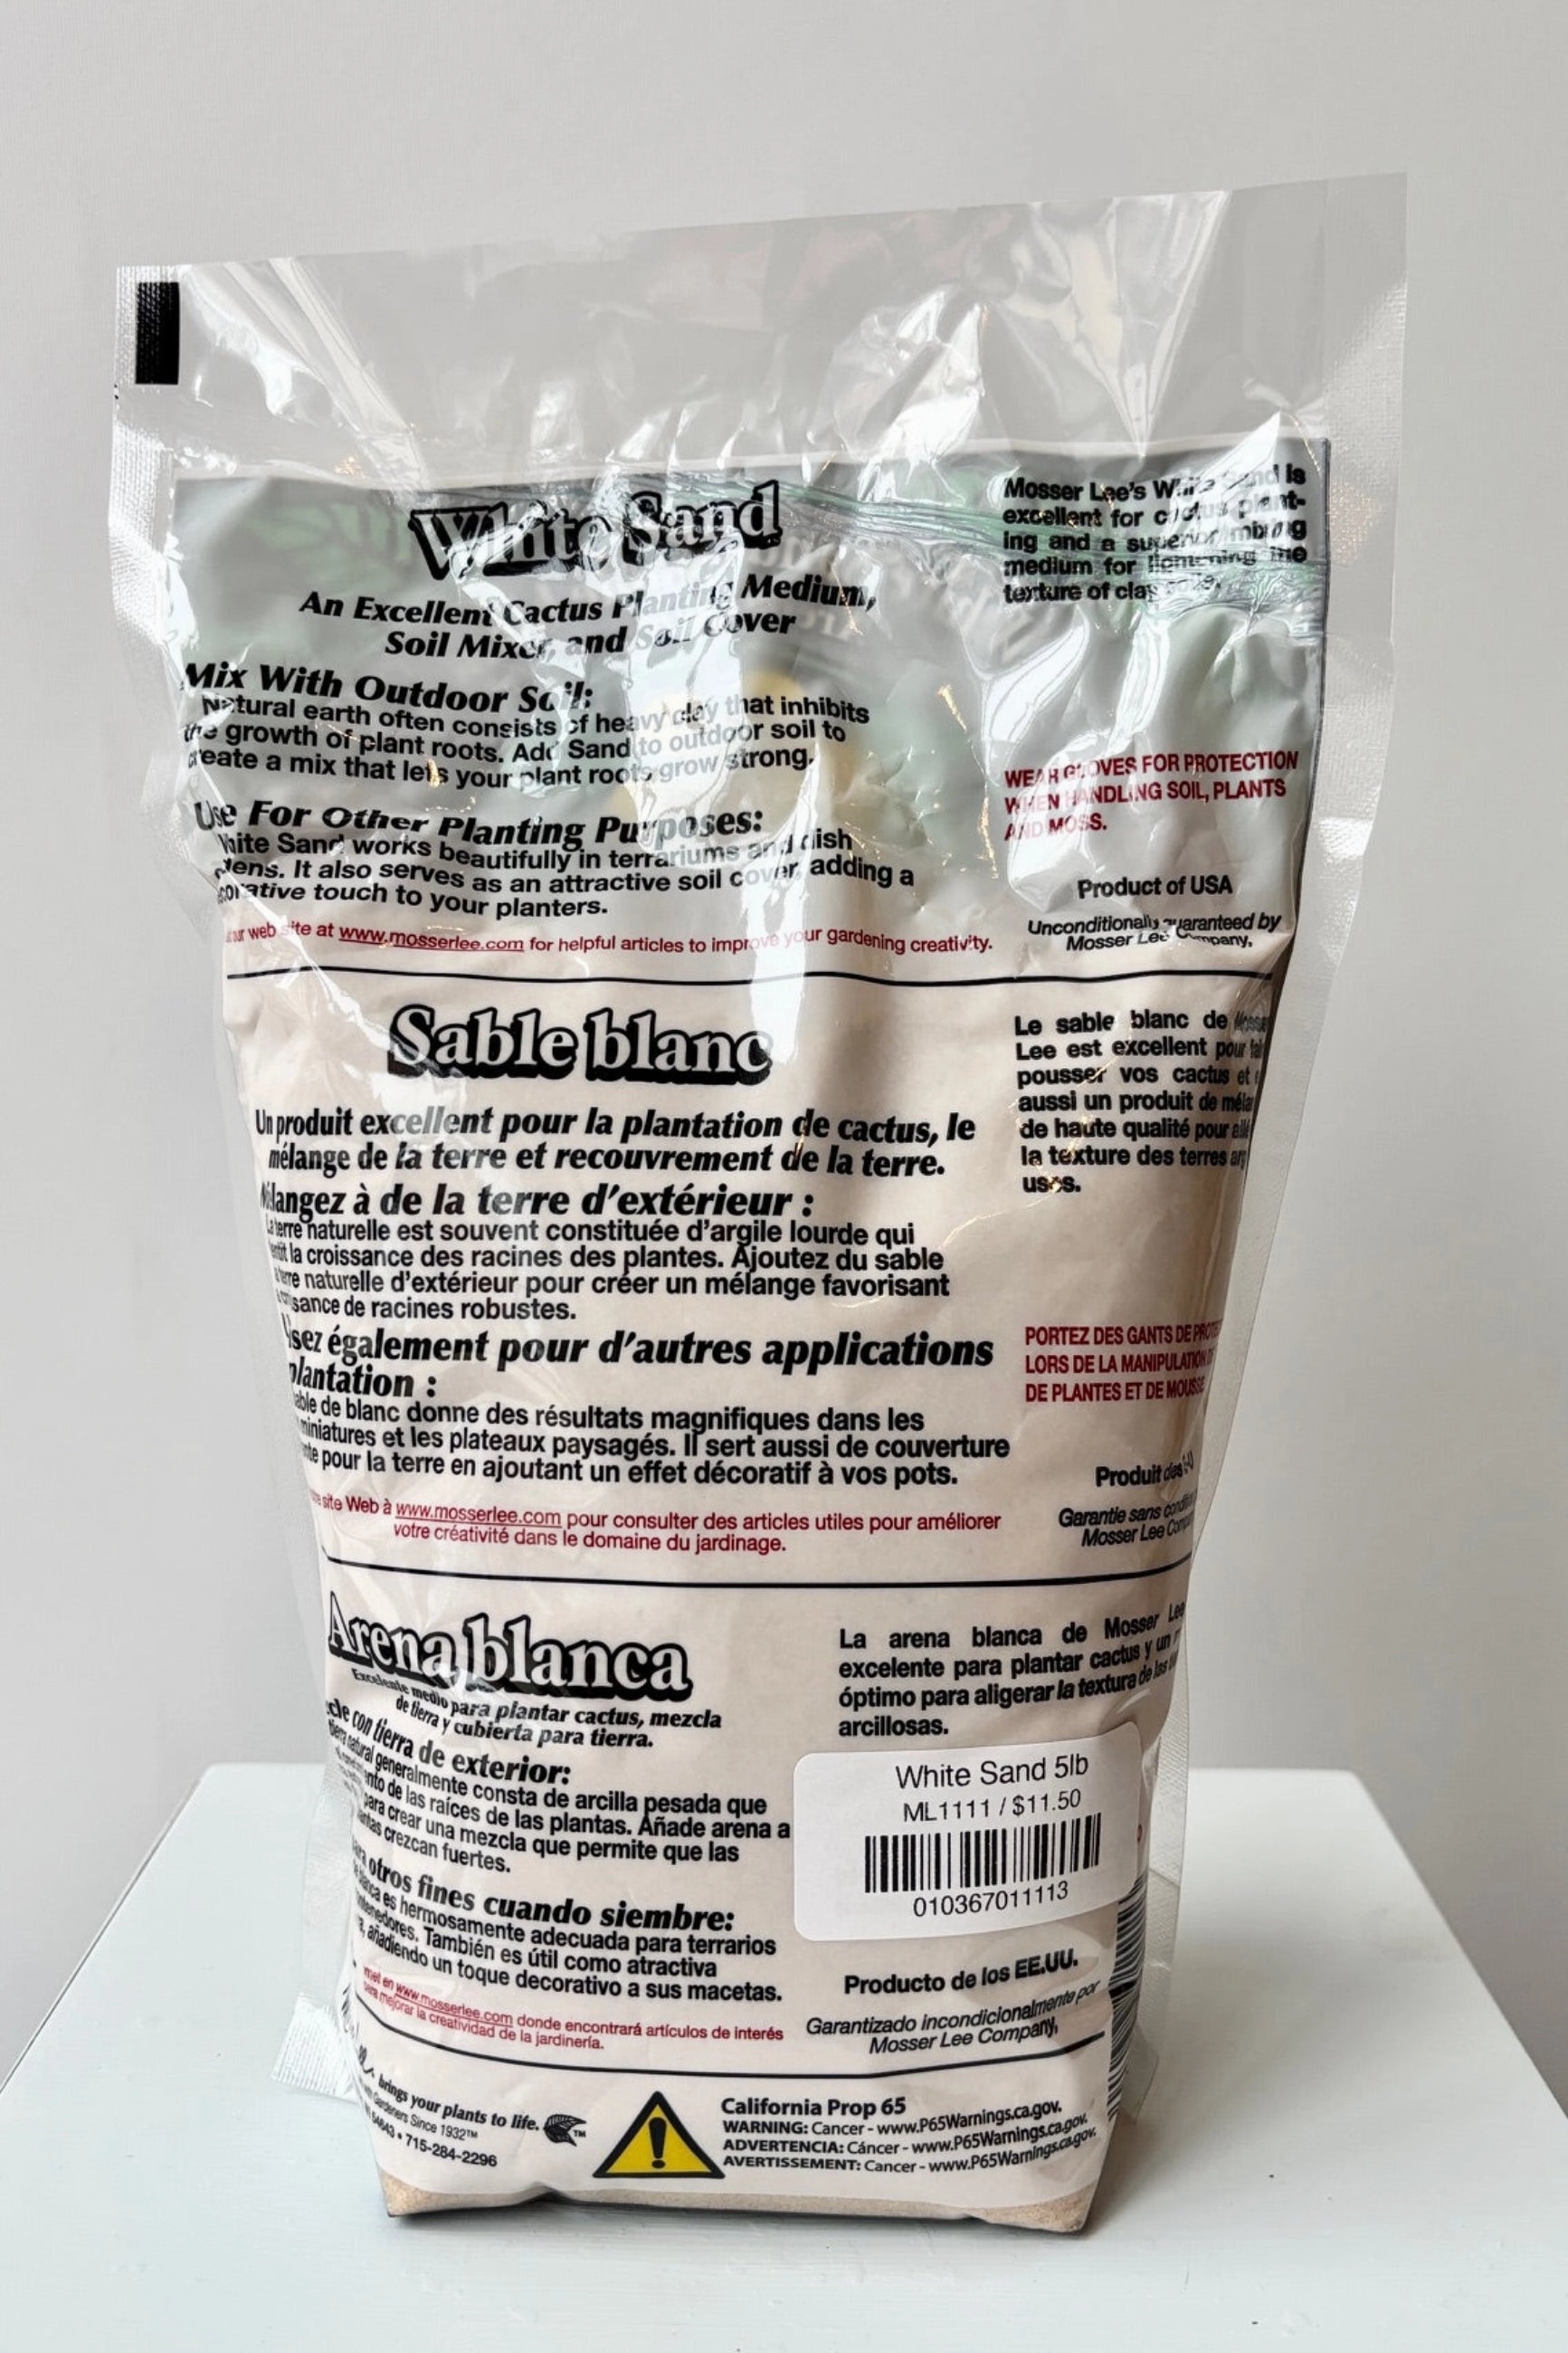 White Sand
An Excellent Cactus Planting Medium,
Soil Mixer, and Soil Cover
Mix With Outdoor Soil:
Natural earth often consists of heavy clay that inhibits
the growth of plant roots. Add Sand to outdoor soil to
create a mix that lets your plant roots grow strong.
Use For Other Planting Purposes:
White Sand works beautifully in terrariums and dish
It also serves as an attractive soil cover, adding a
touch to your planters.
web site at www.mosserlee.com for helpful articles to improve your gardening creativity.
Mosser Lee's White Sand is
excellent for cactus plant-
ing and a superior mixing
medium for lightening the
texture of clay soils.
WEAR GLOVES FOR PROTECTION
WHEN HANDLING SOIL, PLANTS
AND MOSS.
Product of USA
Unconditionally guaranteed by
Mosser Lee Company,
Sable blanc
Un produit excellent pour la plantation de cactus, le
mélange de la terre et recouvrement de la terre.
Mélangez à de la terre d'extérieur :
La terre naturelle est souvent constituée d'argile lourde qui
la croissance des racines des plantes. Ajoutez du sable
naturelle d'extérieur pour créer un mélange favorisant
de racines robustes.
également pour d'autres applications
plantation :
de blanc donne des résultats magnifiques dans les
miniatures et les plateaux paysagés. Il sert aussi de couverture
pour la terre en ajoutant un effet décoratif à vos pots.
site Web à www.mosserlee.com pour consulter des articles utiles pour améliorer
votre créativité dans le domaine du jardinage.
Le sable blanc de
Lee est excellent pour
pousser vos cactus et
aussi un produit de
de haute qualité pour
la texture des terres
uses.
PORTEZ DES GANTS DE
LORS DE LA MANIPULATION
DE PLANTES ET DE MOUSSE
Produit des
Garantie sans
Mosser Lee
Arena blanca
Excelente medio para plantar cactus, mezcla
de tierra y cubierta para tierra.
con tierra de exterior:
tierra natural generalmente consta de arcilla pesada que
de las raíces de las plantas. Añade arena a
para crear una mezcla que permite que las
crezcan fuertes.
otros fines cuando siembre:
es hermosamente adecuada para terrarios
También es útil como atractiva
añadiendo un toque decorativo a sus macetas.
en www.mosserlee.com donde encontrará artículos de interés
para mejorar la creatividad de la jardinería.
La arena blanca de Mosser Lee
excelente para plantar cactus y un
óptimo para aligerar la textura de las
arcillosas.
White Sand 5lb
ML1111 / $11.50
010367011113
Producto de los EE.UU.
Garantizado incondicionalmente por
Mosser Lee Company,
brings your plants to life. TM
Gardeners Since 1932™
54643 • 715-284-2296
California Prop 65
WARNING: Cancer - www.P65Warnings.ca.gov.
ADVERTENCIA: Cáncer - www.P65Warnings.ca.gov.
AVERTISSEMENT: Cancer - www.P65Warnings.ca.gov.